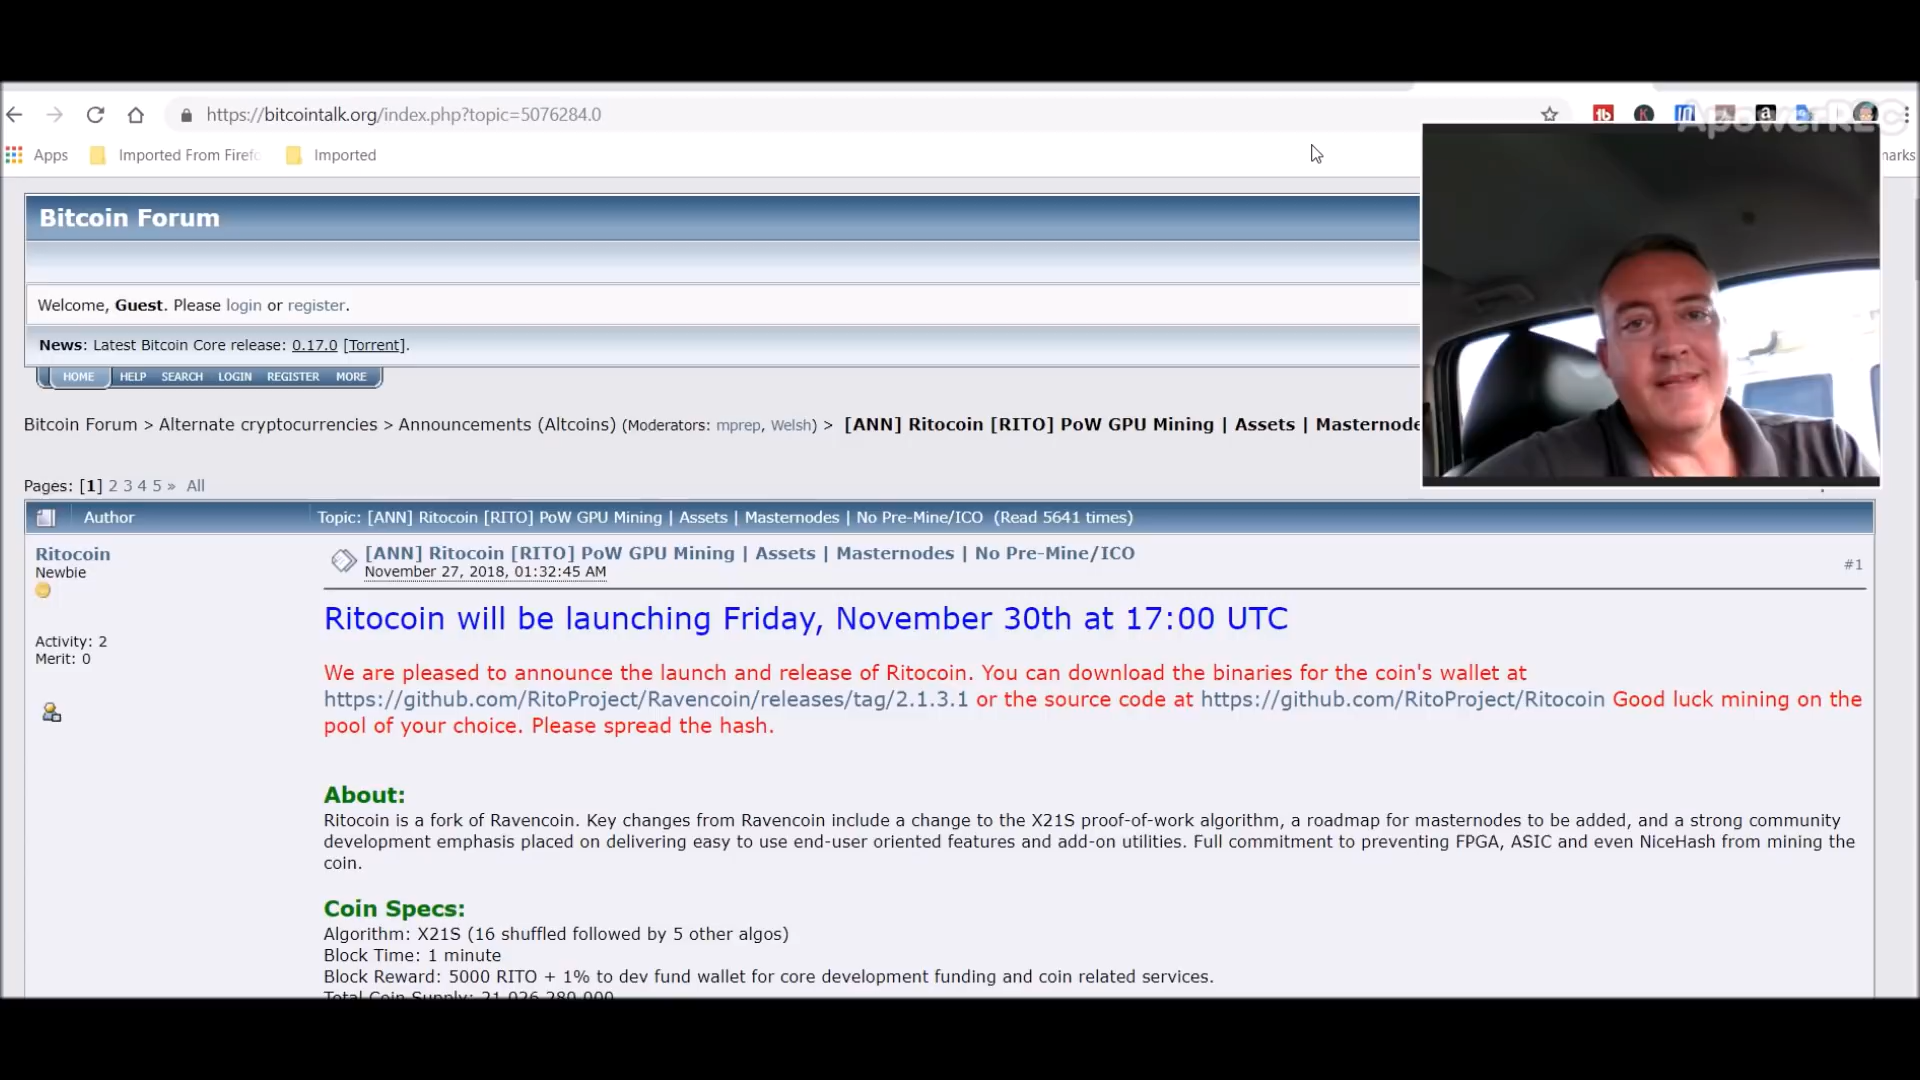 https://bitcointalk.org/index.php?topic=5076284.0
ApowerREC
Apps Imported From Firefo Imported
marks
Bitcoin Forum
Welcome, Guest. Please login or register.
News: Latest Bitcoin Core release: 0.17.0 [Torrent].
HOME HELP SEARCH LOGIN REGISTER MORE
Bitcoin Forum > Alternate cryptocurrencies > Announcements (Altcoins) (Moderators: mprep, Welsh) > [ANN] Ritocoin [RITO] PoW GPU Mining | Assets | Masternode
Pages: [1] 2 3 4 5 » All
Author Topic: [ANN] Ritocoin [RITO] PoW GPU Mining | Assets | Masternodes | No Pre-Mine/ICO (Read 5641 times)
Ritocoin
Newbie
Activity: 2
Merit: 0
[ANN] Ritocoin [RITO] PoW GPU Mining | Assets | Masternodes | No Pre-Mine/ICO
November 27, 2018, 01:32:45 AM
#1
Ritocoin will be launching Friday, November 30th at 17:00 UTC
We are pleased to announce the launch and release of Ritocoin. You can download the binaries for the coin's wallet at
https://github.com/RitoProject/Ravencoin/releases/tag/2.1.3.1 or the source code at https://github.com/RitoProject/Ritocoin Good luck mining on the
pool of your choice. Please spread the hash.
About:
Ritocoin is a fork of Ravencoin. Key changes from Ravencoin include a change to the X21S proof-of-work algorithm, a roadmap for masternodes to be added, and a strong community
development emphasis placed on delivering easy to use end-user oriented features and add-on utilities. Full commitment to preventing FPGA, ASIC and even NiceHash from mining the
coin.
Coin Specs:
Algorithm: X21S (16 shuffled followed by 5 other algos)
Block Time: 1 minute
Block Reward: 5000 RITO + 1% to dev fund wallet for core development funding and coin related services.
Total Coin Supply: 21,026,280,000